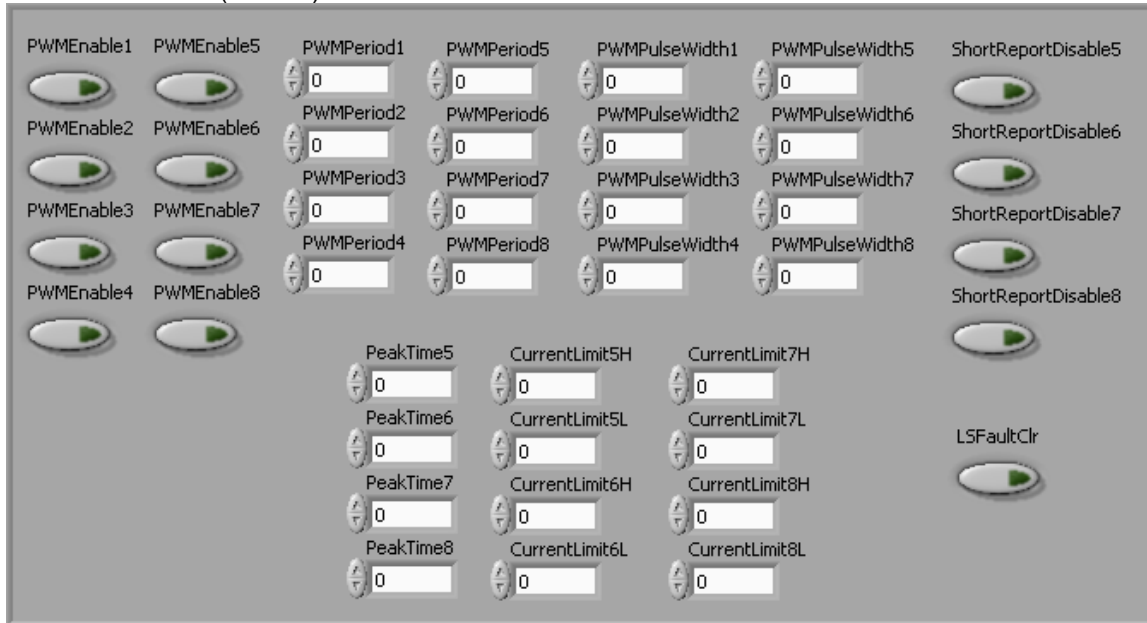 PWMEnable1 PWMEnable5 PWMPeriod1 PWMPeriod5 PWMPulseWidth1 PWMPulseWidth5 ShortReportDisable5
0 0 0 0
PWMEnable2 PWMEnable6 PWMPeriod2 PWMPeriod6 PWMPulseWidth2 PWMPulseWidth6 ShortReportDisable6
0 0 0 0
PWMEnable3 PWMEnable7 PWMPeriod3 PWMPeriod7 PWMPulseWidth3 PWMPulseWidth7 ShortReportDisable7
0 0 0 0
PWMEnable4 PWMEnable8 PWMPeriod4 PWMPeriod8 PWMPulseWidth4 PWMPulseWidth8 ShortReportDisable8
0 0 0 0
PeakTime5 CurrentLimit5H CurrentLimit7H
0 0 0
PeakTime6 CurrentLimit5L CurrentLimit7L
0 0 0
LSFaultClr
PeakTime7 CurrentLimit6H CurrentLimit8H
0 0 0
PeakTime8 CurrentLimit6L CurrentLimit8L
0 0 0